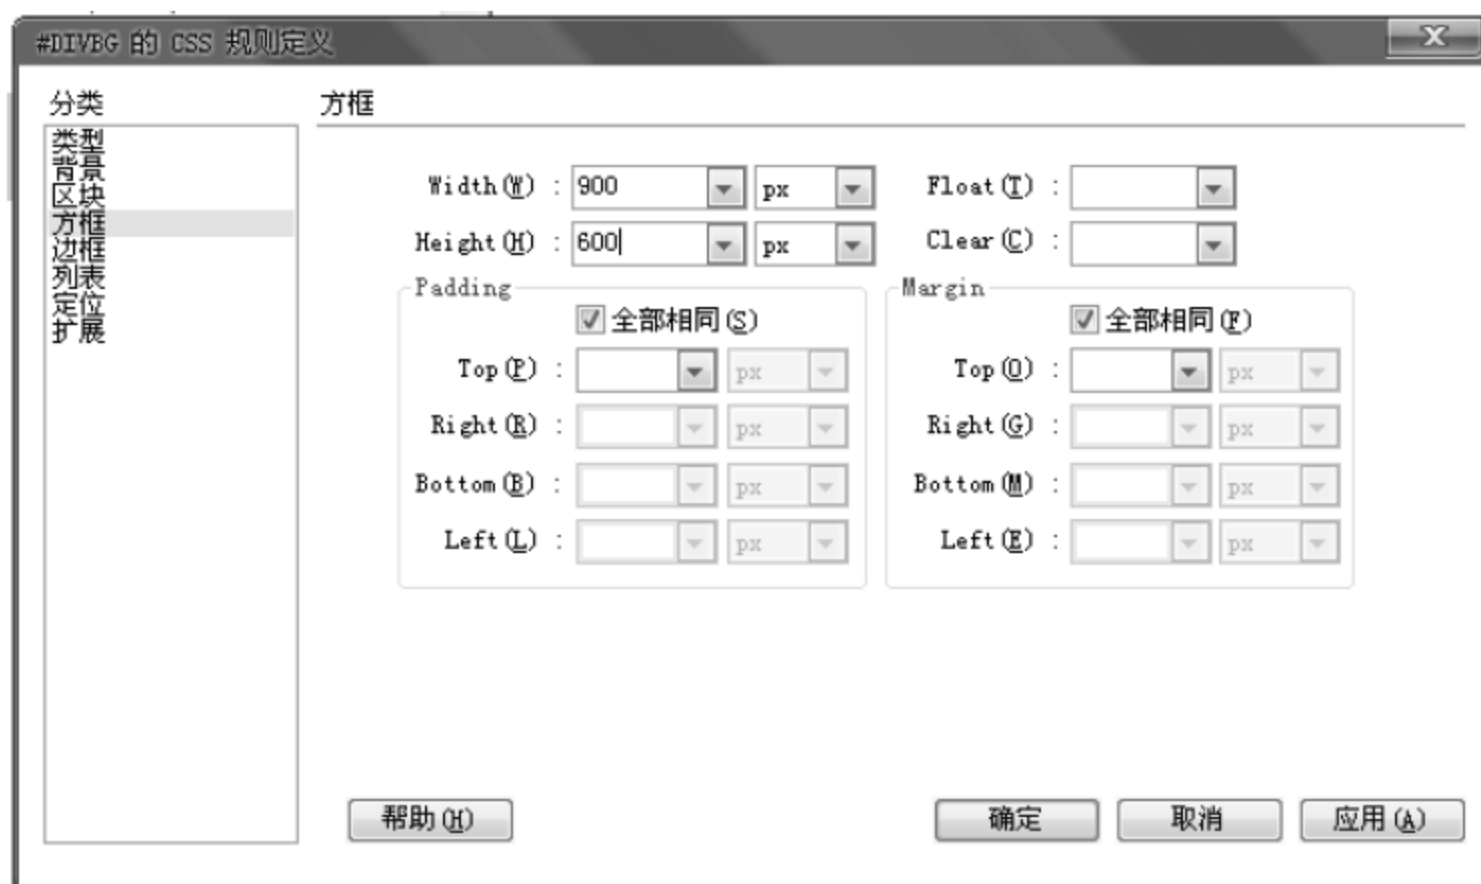 #DIVBG 的 CSS 规则定义
X
分类
类型
背景
区块
方框
边框
列表
定位
扩展
方框
Width(W) : 900 px Float(T) :
Height(H) : 600 px Clear(C) :
Padding Margin
全部相同(S) 全部相同(F)
Top(P) : px Top(O) : px
Right(R) : px Right(G) : px
Bottom(B) : px Bottom(M) : px
Left(L) : px Left(E) : px
帮助(H) 确定 取消 应用(A)